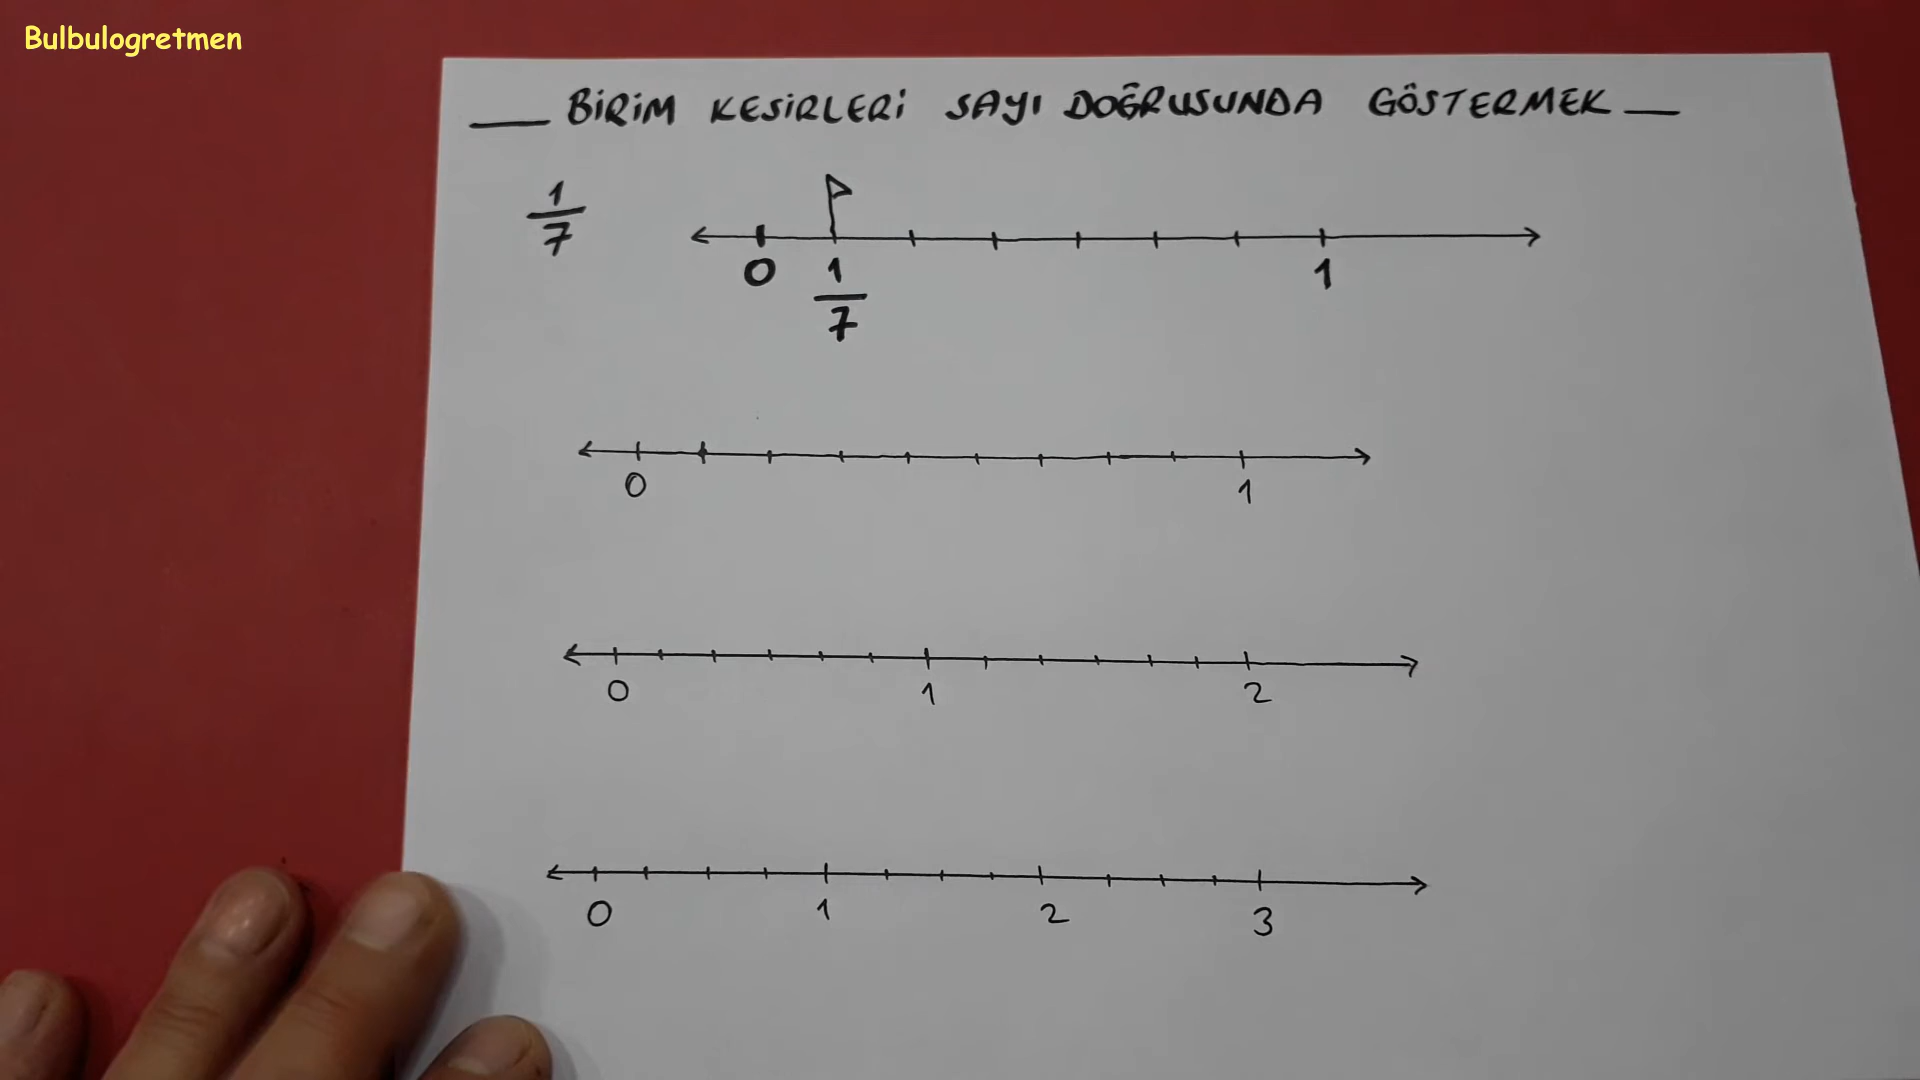 Bulbulogretmen
BİRİM KESİRLERİ SAYI DOĞRUSUNDA GÖSTERMEK
1
7
0 1 1
7
0 1
0 1 2
0 1 2 3